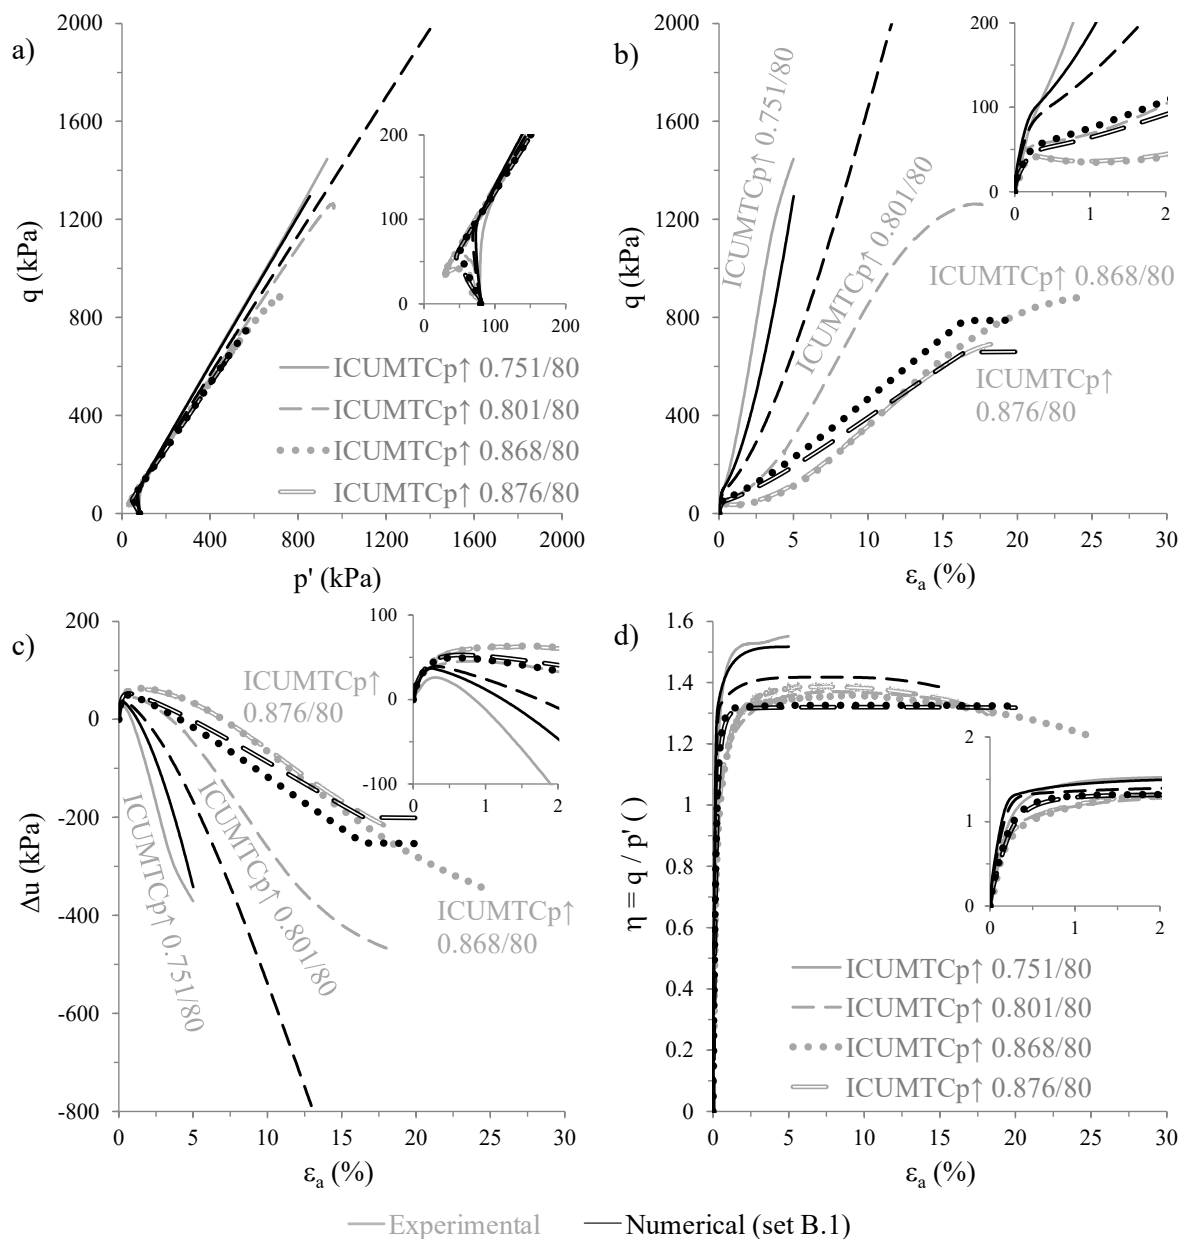 a)
2000
1600
1200
800
400
0
q (kPa)
0 400 800 1200 1600 2000
p' (kPa)
200
100
0
0 100 200
ICUMTCp↑ 0.751/80
ICUMTCp↑ 0.801/80
ICUMTCp↑ 0.868/80
ICUMTCp↑ 0.876/80
b)
2000
1600
1200
800
400
0
q (kPa)
0 5 10 15 20 25 30
εa (%)
200
100
0
0 1 2
ICUMTCp↑ 0.751/80
ICUMTCp↑ 0.801/80
ICUMTCp↑ 0.868/80
ICUMTCp↑
0.876/80
c)
200
0
-200
-400
-600
-800
Δu (kPa)
0 5 10 15 20 25 30
εa (%)
100
0
-100
0 1 2
ICUMTCp↑
0.876/80
ICUMTCp↑ 0.751/80
ICUMTCp↑ 0.801/80
ICUMTCp↑
0.868/80
d)
1.6
1.4
1.2
1
0.8
0.6
0.4
0.2
0
η = q / p' ( )
0 5 10 15 20 25 30
εa (%)
2
1
0
0 1 2
ICUMTCp↑ 0.751/80
ICUMTCp↑ 0.801/80
ICUMTCp↑ 0.868/80
ICUMTCp↑ 0.876/80
Experimental Numerical (set B.1)